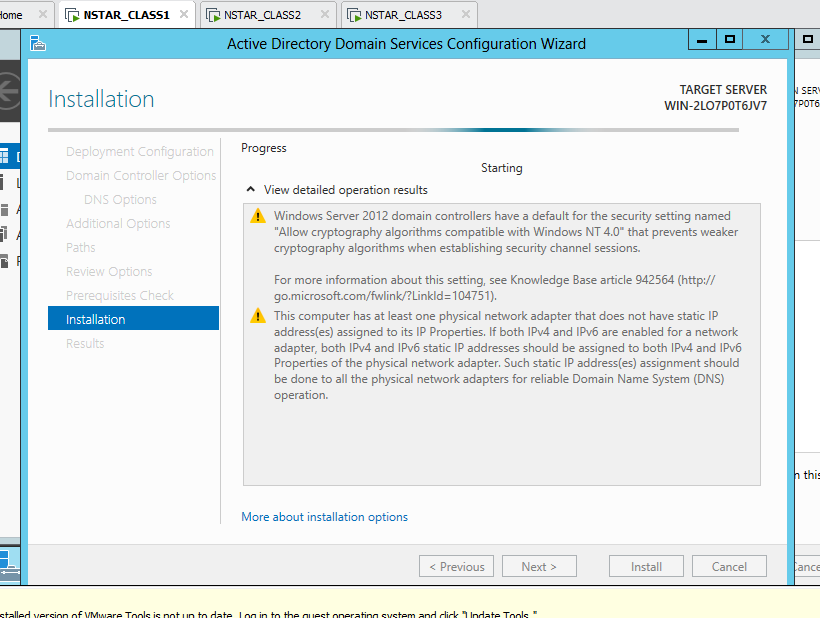 Home
NSTAR_CLASS1
NSTAR_CLASS2
NSTAR_CLASS3
Active Directory Domain Services Configuration Wizard
Installation
TARGET SERVER
WIN-2LO7P0T6JV7
Deployment Configuration
Domain Controller Options
DNS Options
Additional Options
Paths
Review Options
Prerequisites Check
Installation
Results
Progress
Starting
View detailed operation results
Windows Server 2012 domain controllers have a default for the security setting named
"Allow cryptography algorithms compatible with Windows NT 4.0" that prevents weaker
cryptography algorithms when establishing security channel sessions.
For more information about this setting, see Knowledge Base article 942564 (http://
go.microsoft.com/fwlink/?LinkId=104751).
This computer has at least one physical network adapter that does not have static IP
address(es) assigned to its IP Properties. If both IPv4 and IPv6 are enabled for a network
adapter, both IPv4 and IPv6 static IP addresses should be assigned to both IPv4 and IPv6
Properties of the physical network adapter. Such static IP address(es) assignment should
be done to all the physical network adapters for reliable Domain Name System (DNS)
operation.
More about installation options
< Previous
Next >
Install
Cancel
stalled version of VMware Tools is not up to date. Log in to the guest operating system and click "Update Tools."